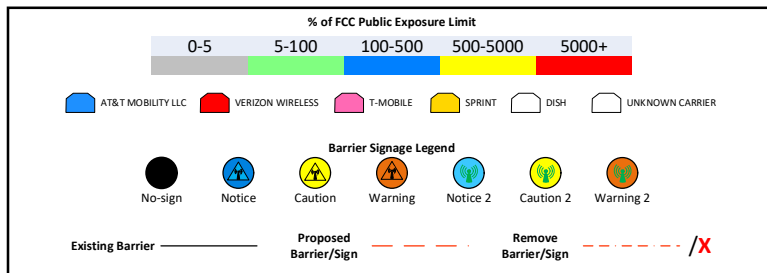 % of FCC Public Exposure Limit
0-5 5-100 100-500 500-5000 5000+
AT&T MOBILITY LLC VERIZON WIRELESS T-MOBILE SPRINT DISH UNKNOWN CARRIER
Barrier Signage Legend
No-sign Notice Caution Warning Notice 2 Caution 2 Warning 2
Existing Barrier Proposed Barrier/Sign Remove Barrier/Sign /X